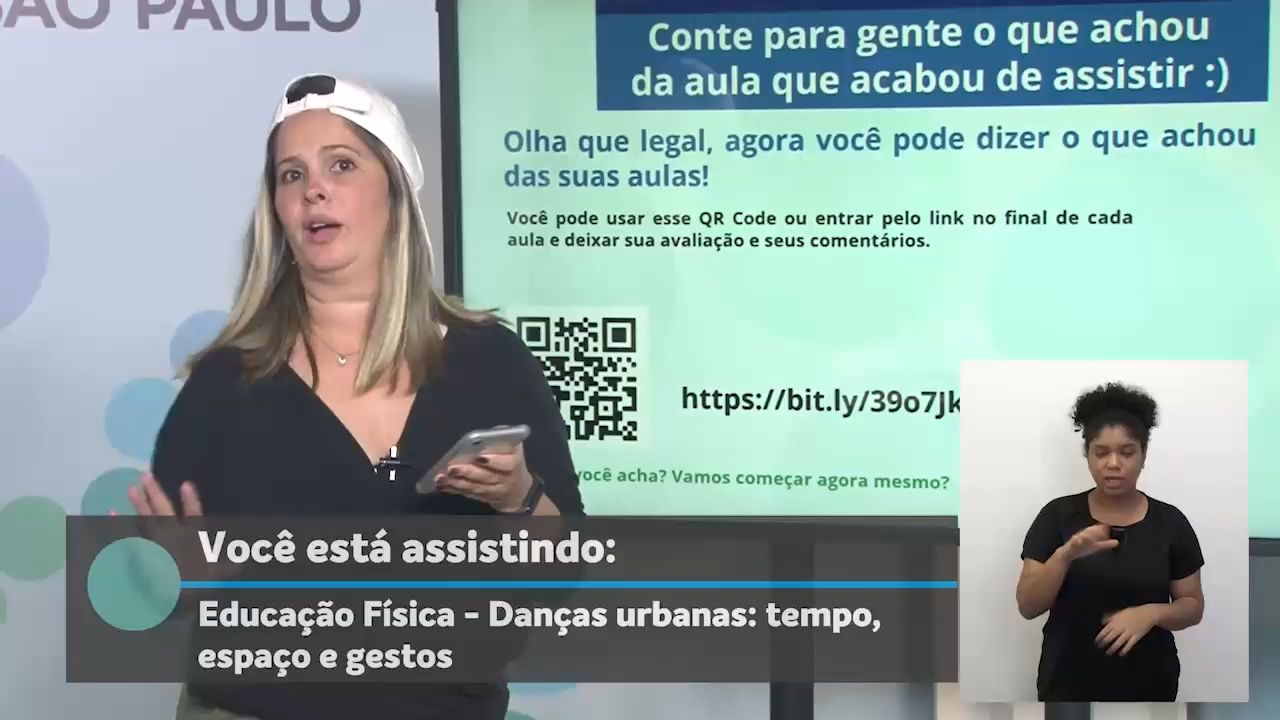 SÃO PAULO
Conte para gente o que achou
da aula que acabou de assistir :)
Olha que legal, agora você pode dizer o que achou
das suas aulas!
Você pode usar esse QR Code ou entrar pelo link no final de cada
aula e deixar sua avaliação e seus comentários.
https://bit.ly/39o7Jk
você acha? Vamos começar agora mesmo?
Você está assistindo:
Educação Física - Danças urbanas: tempo,
espaço e gestos